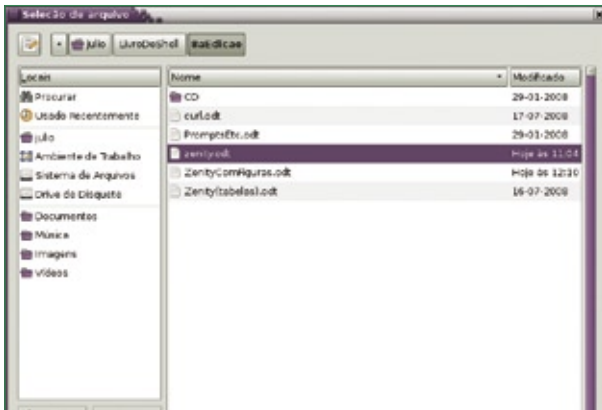 Seleção de arquivo
julio LivroDeShell 8aEdicao
Locais
Nome
Modificado
Procurar
Usado Recentemente
julio
Ambiente de Trabalho
Sistema de Arquivos
Drive de Disquete
Documentos
Música
Imagens
Vídeos
CD 29-01-2008
curl.odt 17-07-2008
PromptsEtc.odt 29-01-2008
zenity.odt Hoje às 11:04
ZenityComFiguras.odt Hoje às 12:10
Zenity(tabelas).odt 16-07-2008